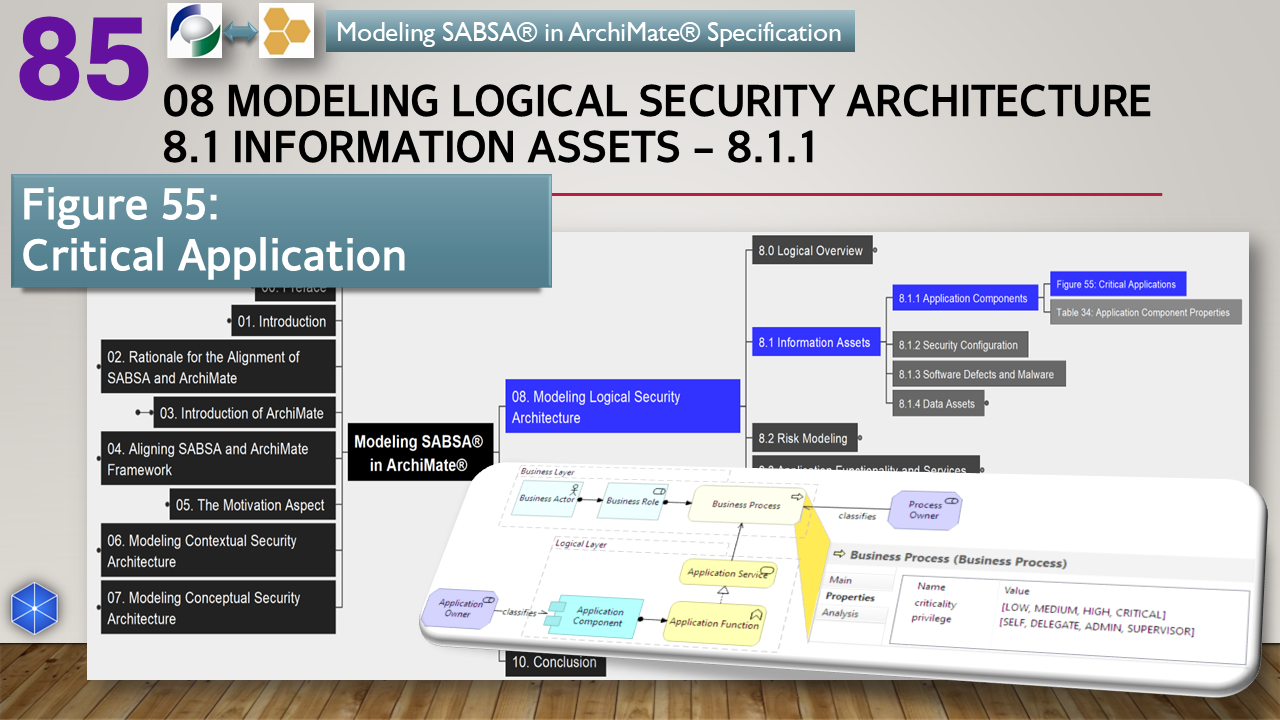 85
Modeling SABSA® in ArchiMate® Specification
08 MODELING LOGICAL SECURITY ARCHITECTURE
8.1 INFORMATION ASSETS – 8.1.1
Figure 55:
Critical Application
00. Preface
01. Introduction
02. Rationale for the Alignment of
SABSA and ArchiMate
03. Introduction of ArchiMate
04. Aligning SABSA and ArchiMate
Framework
05. The Motivation Aspect
06. Modeling Contextual Security
Architecture
07. Modeling Conceptual Security
Architecture
Modeling SABSA®
in ArchiMate®
08. Modeling Logical Security
Architecture
10. Conclusion
8.0 Logical Overview
8.1 Information Assets
8.1.1 Application Components
Figure 55: Critical Applications
Table 34: Application Component Properties
8.1.2 Security Configuration
8.1.3 Software Defects and Malware
8.1.4 Data Assets
8.2 Risk Modeling
8.3 Application Functionality and Services
Business Layer
Business Actor
Business Role
Business Process
classifies
Process
Owner
Logical Layer
Application Service
Application
Owner
classifies
Application
Component
Application Function
Business Process (Business Process)
Main
Properties
Analysis
Name
Value
criticality
[LOW, MEDIUM, HIGH, CRITICAL]
privilege
[SELF, DELEGATE, ADMIN, SUPERVISOR]